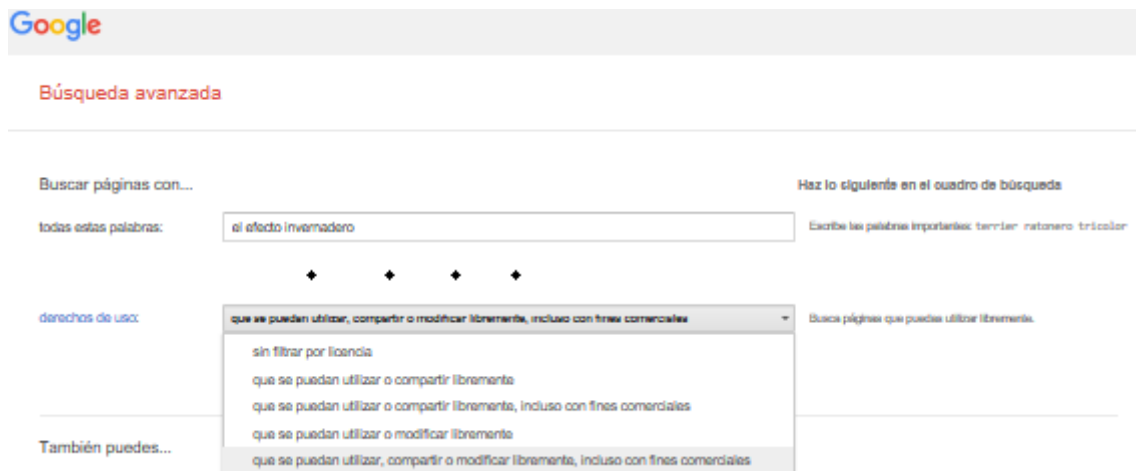 Google
Búsqueda avanzada
Buscar páginas con...
Haz lo siguiente en el cuadro de búsqueda
todas estas palabras:
el efecto invernadero
Escribe las palabras importantes: terrier ratonero tricolor
derechos de uso:
que se puedan utilizar, compartir o modificar libremente, incluso con fines comerciales
Busca páginas que puedas utilizar libremente.
sin filtrar por licencia
que se puedan utilizar o compartir libremente
que se puedan utilizar o compartir libremente, incluso con fines comerciales
que se puedan utilizar o modificar libremente
También puedes...
que se puedan utilizar, compartir o modificar libremente, incluso con fines comerciales